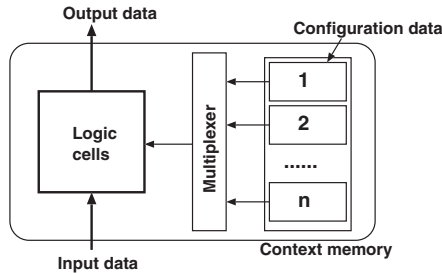 Output data
Configuration data
1
Logic
cells
Multiplexer
2
......
n
Context memory
Input data